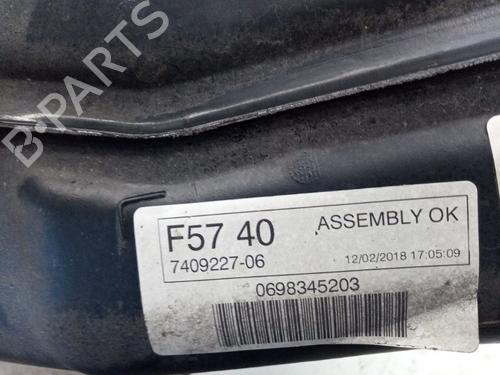 B-PARTS
F57 40
ASSEMBLY OK
7409227-06
12/02/2018 17:05:09
0698345203